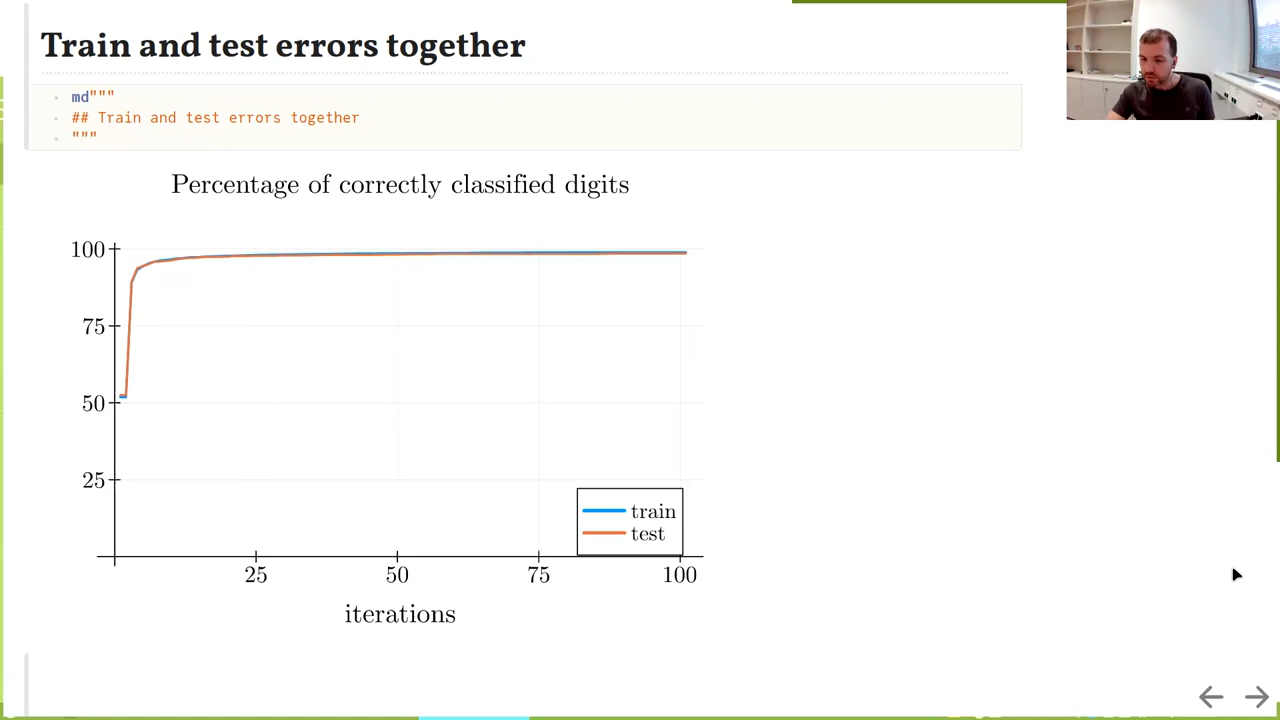 Train and test errors together
md"""
## Train and test errors together
"""
Percentage of correctly classified digits
100
75
50
25
train
test
25 50 75 100
iterations